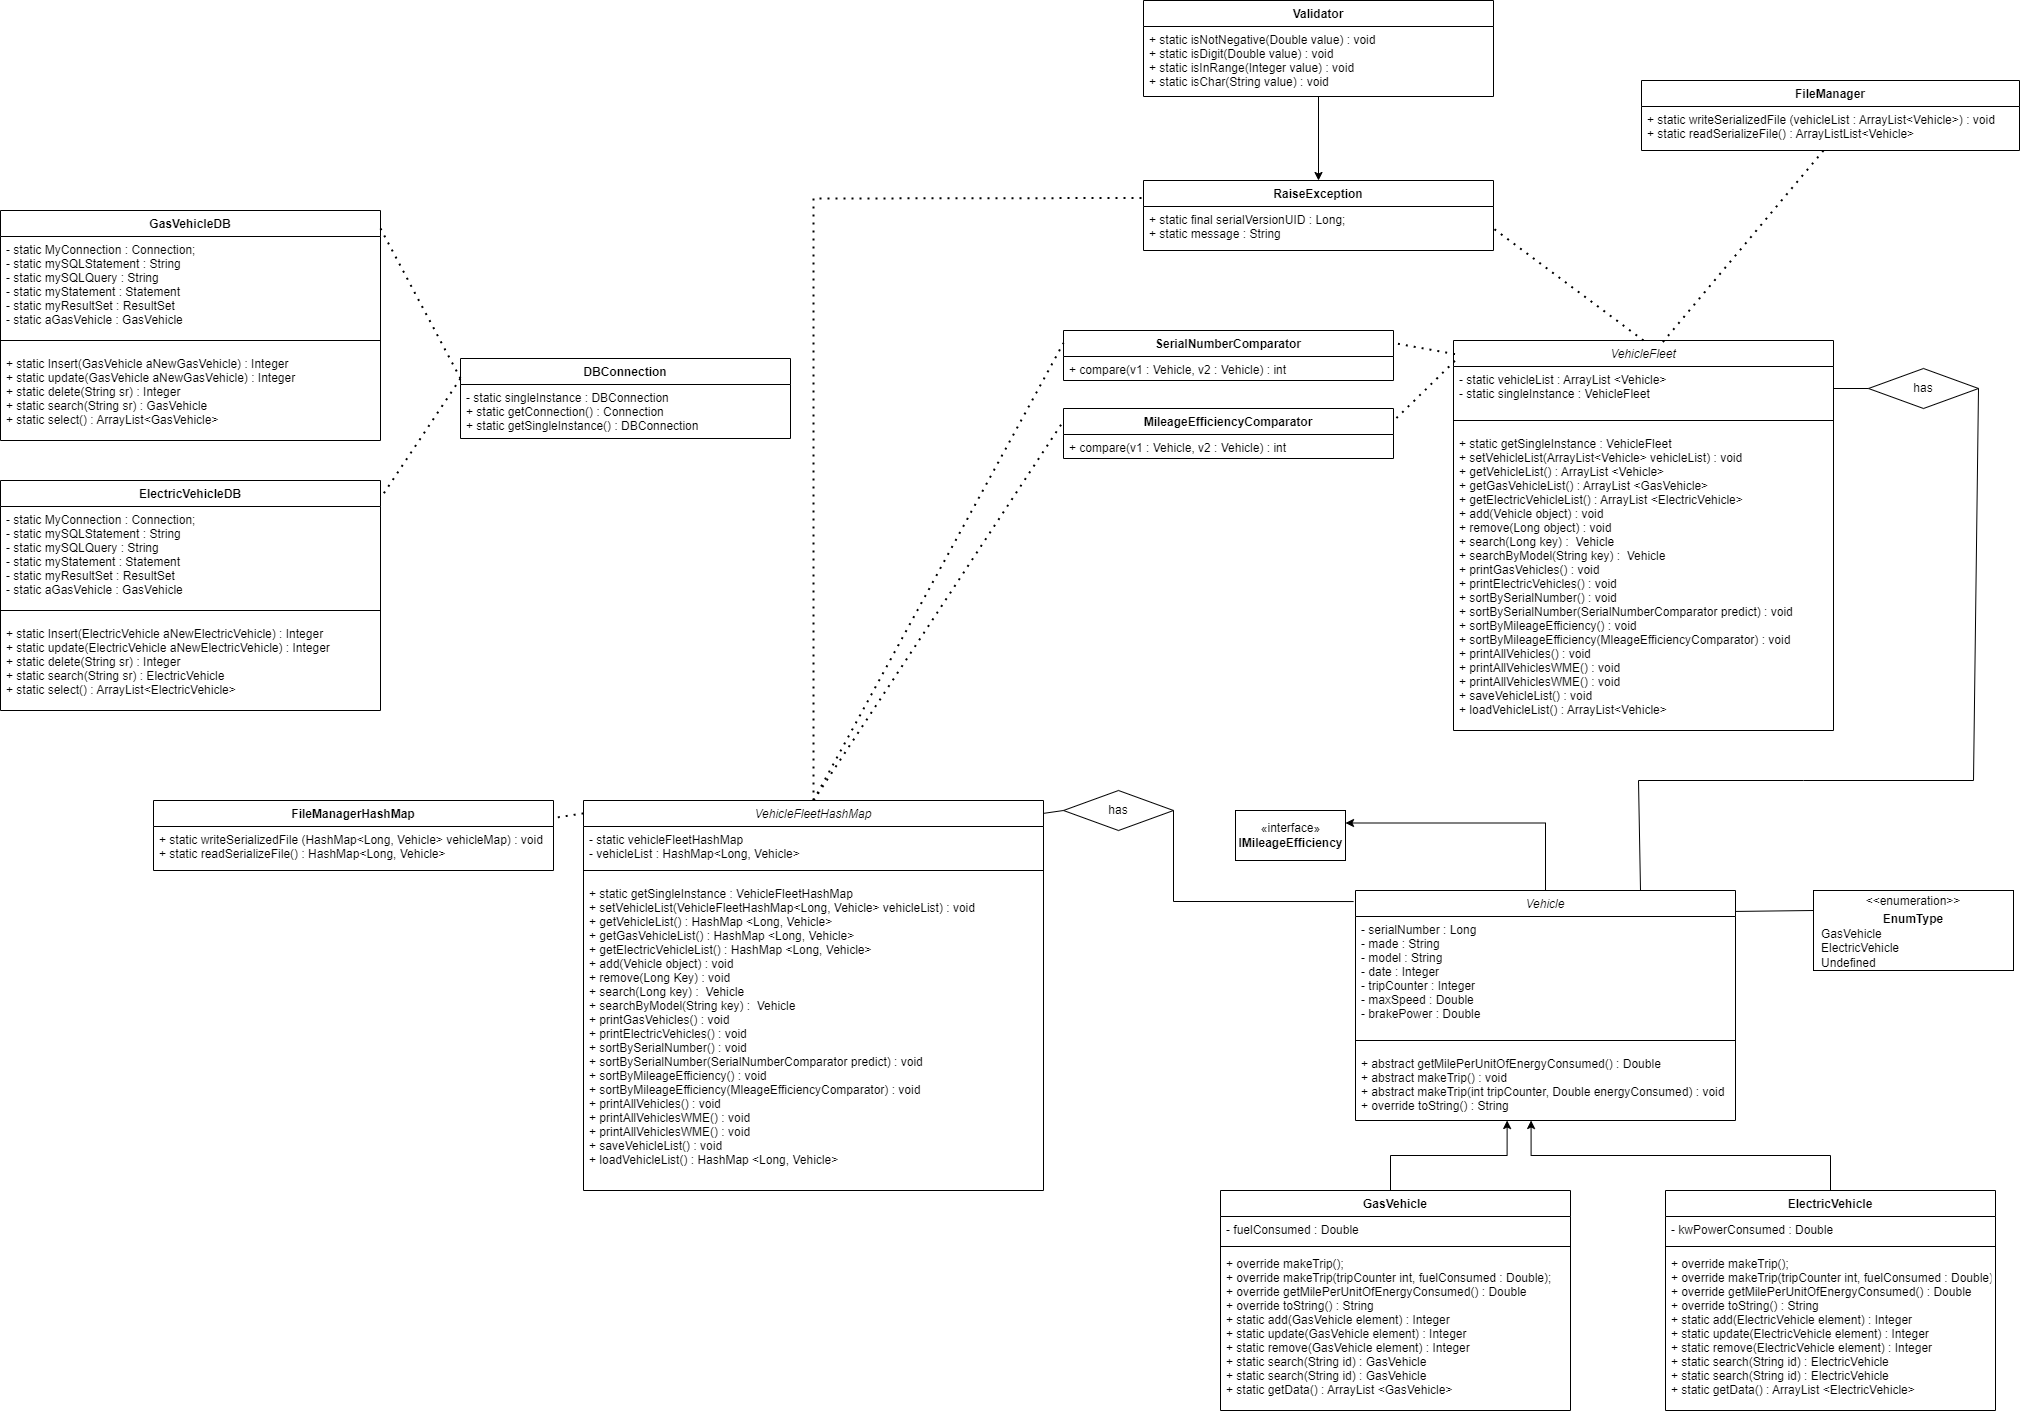 Validator
+ static isNotNegative(Double value) : void
+ static isDigit(Double value) : void
+ static isInRange(Integer value) : void
+ static isChar(String value) : void
FileManager
+ static writeSerializedFile (vehicleList : ArrayList<Vehicle>) : void
+ static readSerializeFile() : ArrayListList<Vehicle>
RaiseException
+ static final serialVersionUID : Long;
+ static message : String
GasVehicleDB
- static MyConnection : Connection;
- static mySQLStatement : String
- static mySQLQuery : String
- static myStatement : Statement
- static myResultSet : ResultSet
- static aGasVehicle : GasVehicle
+ static Insert(GasVehicle aNewGasVehicle) : Integer
+ static update(GasVehicle aNewGasVehicle) : Integer
+ static delete(String sr) : Integer
+ static search(String sr) : GasVehicle
+ static select() : ArrayList<GasVehicle>
DBConnection
- static singleInstance : DBConnection
+ static getConnection() : Connection
+ static getSingleInstance() : DBConnection
ElectricVehicleDB
- static MyConnection : Connection;
- static mySQLStatement : String
- static mySQLQuery : String
- static myStatement : Statement
- static myResultSet : ResultSet
- static aGasVehicle : GasVehicle
+ static Insert(ElectricVehicle aNewElectricVehicle) : Integer
+ static update(ElectricVehicle aNewElectricVehicle) : Integer
+ static delete(String sr) : Integer
+ static search(String sr) : ElectricVehicle
+ static select() : ArrayList<ElectricVehicle>
SerialNumberComparator
+ compare(v1 : Vehicle, v2 : Vehicle) : int
MileageEfficiencyComparator
+ compare(v1 : Vehicle, v2 : Vehicle) : int
VehicleFleet
- static vehicleList : ArrayList <Vehicle>
- static singleInstance : VehicleFleet
+ static getSingleInstance : VehicleFleet
+ setVehicleList(ArrayList<Vehicle> vehicleList) : void
+ getVehicleList() : ArrayList <Vehicle>
+ getGasVehicleList() : ArrayList <GasVehicle>
+ getElectricVehicleList() : ArrayList <ElectricVehicle>
+ add(Vehicle object) : void
+ remove(Long object) : void
+ search(Long key) :  Vehicle
+ searchByModel(String key) :  Vehicle
+ printGasVehicles() : void
+ printElectricVehicles() : void
+ sortBySerialNumber() : void
+ sortBySerialNumber(SerialNumberComparator predict) : void
+ sortByMileageEfficiency() : void
+ sortByMileageEfficiency(MleageEfficiencyComparator) : void
+ printAllVehicles() : void
+ printAllVehiclesWME() : void
+ printAllVehiclesWME() : void
+ saveVehicleList() : void
+ loadVehicleList() : ArrayList<Vehicle>
has
FileManagerHashMap
+ static writeSerializedFile (HashMap<Long, Vehicle> vehicleMap) : void
+ static readSerializeFile() : HashMap<Long, Vehicle>
VehicleFleetHashMap
- static vehicleFleetHashMap
- vehicleList : HashMap<Long, Vehicle>
+ static getSingleInstance : VehicleFleetHashMap
+ setVehicleList(VehicleFleetHashMap<Long, Vehicle> vehicleList) : void
+ getVehicleList() : HashMap <Long, Vehicle>
+ getGasVehicleList() : HashMap <Long, Vehicle>
+ getElectricVehicleList() : HashMap <Long, Vehicle>
+ add(Vehicle object) : void
+ remove(Long Key) : void
+ search(Long key) :  Vehicle
+ searchByModel(String key) :  Vehicle
+ printGasVehicles() : void
+ printElectricVehicles() : void
+ sortBySerialNumber() : void
+ sortBySerialNumber(SerialNumberComparator predict) : void
+ sortByMileageEfficiency() : void
+ sortByMileageEfficiency(MleageEfficiencyComparator) : void
+ printAllVehicles() : void
+ printAllVehiclesWME() : void
+ printAllVehiclesWME() : void
+ saveVehicleList() : void
+ loadVehicleList() : HashMap <Long, Vehicle>
has
«interface»
IMileageEfficiency
Vehicle
- serialNumber : Long
- made : String
- model : String
- date : Integer
- tripCounter : Integer
- maxSpeed : Double
- brakePower : Double
+ abstract getMilePerUnitOfEnergyConsumed() : Double
+ abstract makeTrip() : void
+ abstract makeTrip(int tripCounter, Double energyConsumed) : void
+ override toString() : String
<<enumeration>>
EnumType
GasVehicle
ElectricVehicle
Undefined
GasVehicle
- fuelConsumed : Double
+ override makeTrip();
+ override makeTrip(tripCounter int, fuelConsumed : Double);
+ override getMilePerUnitOfEnergyConsumed() : Double
+ override toString() : String
+ static add(GasVehicle element) : Integer
+ static update(GasVehicle element) : Integer
+ static remove(GasVehicle element) : Integer
+ static search(String id) : GasVehicle
+ static search(String id) : GasVehicle
+ static getData() : ArrayList <GasVehicle>
ElectricVehicle
- kwPowerConsumed : Double
+ override makeTrip();
+ override makeTrip(tripCounter int, fuelConsumed : Double)
+ override getMilePerUnitOfEnergyConsumed() : Double
+ override toString() : String
+ static add(ElectricVehicle element) : Integer
+ static update(ElectricVehicle element) : Integer
+ static remove(ElectricVehicle element) : Integer
+ static search(String id) : ElectricVehicle
+ static search(String id) : ElectricVehicle
+ static getData() : ArrayList <ElectricVehicle>